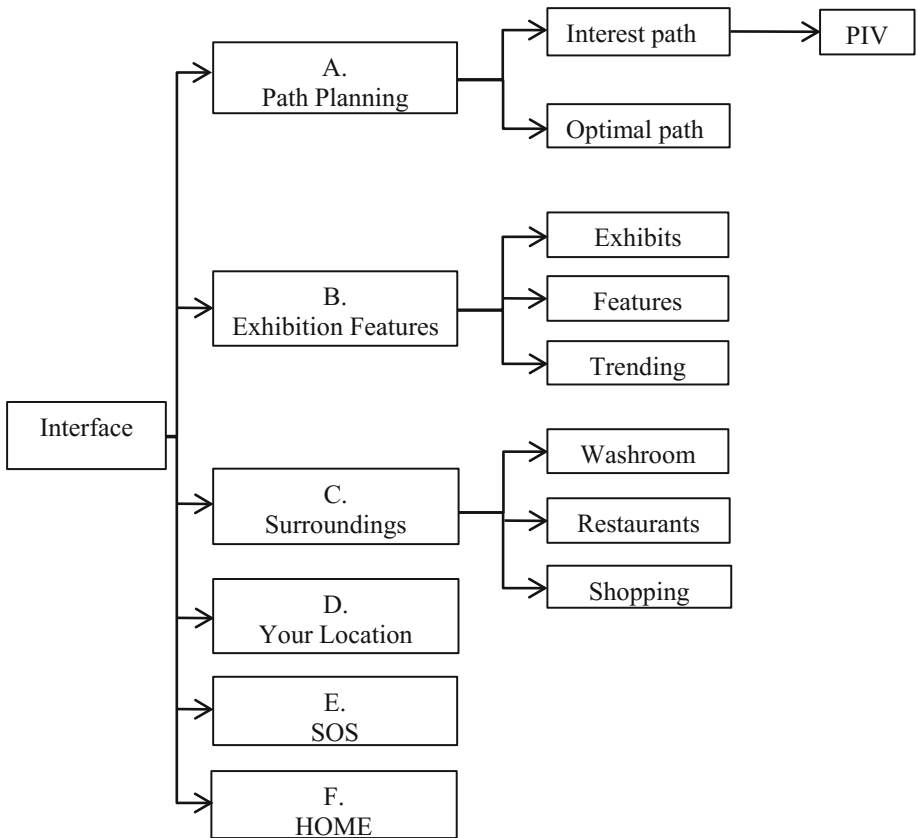 Interface
A.
Path Planning
Interest path
PIV
Optimal path
B.
Exhibition Features
Exhibits
Features
Trending
C.
Surroundings
Washroom
Restaurants
Shopping
D.
Your Location
E.
SOS
F.
HOME